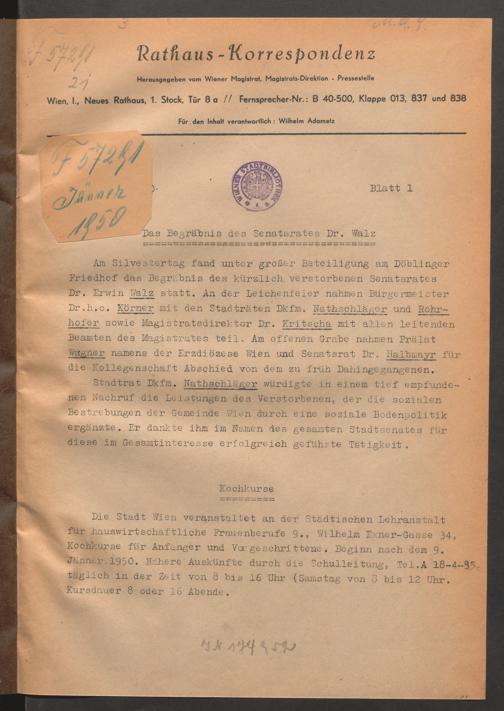 F 57291
21
3
Rathaus-Korrespondenz
Herausgegeben vom Wiener Magistrat, Magistrats-Direktion - Pressestelle
Wien, I., Neues Rathaus, 1. Stock, Tür 8 a // Fernsprecher-Nr.: B 40-500, Klappe 013, 837 und 838
Für den Inhalt verantwortlich: Wilhelm Adametz
F 57291
Jänner
1950
WIENER STADTBIBLIOTHEK
Blatt 1
Das Begräbnis des Senatsrates Dr. Walz
Am Silvestertag fand unter großer Beteiligung am Döblinger
Friedhof das Begräbnis des kürzlich verstorbenen Senatsrates
Dr. Erwin Walz statt. An der Leichenfeier nahmen Bürgermeister
Dr.h.c. Körner mit den Stadträten Dkfm. Nathschläger und Rohr-
hofer sowie Magistratsdirektor Dr. Kritscha mit allen leitenden
Beamten des Magistrates teil. Am offenen Grabe nahmen Prälat
Wagner namens der Erzdiözese Wien und Senatsrat Dr. Halbmayr für
die Kollegenschaft Abschied von dem zu früh Dahingegangenen.
Stadtrat Dkfm. Nathschläger würdigte in einem tief empfunde-
nen Nachruf die Leistungen des Verstorbenen, der die sozialen
Bestrebungen der Gemeinde Wien durch eine soziale Bodenpolitik
ergänzte. Er dankte ihm im Namen des gesamten Stadtsenates für
diese im Gesamtinteresse erfolgreich geführte Tätigkeit.
Kochkurse
Die Stadt Wien veranstaltet an der Städtischen Lehranstalt
für hauswirtschaftliche Frauenberufe 9., Wilhelm Exner-Gasse 34,
Kochkurse für Anfänger und Vorgeschrittene. Beginn nach dem 9.
Jänner 1950. Nähere Auskünfte durch die Schulleitung, Tel.A 18-4-35,
täglich in der Zeit von 8 bis 16 Uhr (Samstag von 8 bis 12 Uhr.
Kursdauer 8 oder 16 Abende.